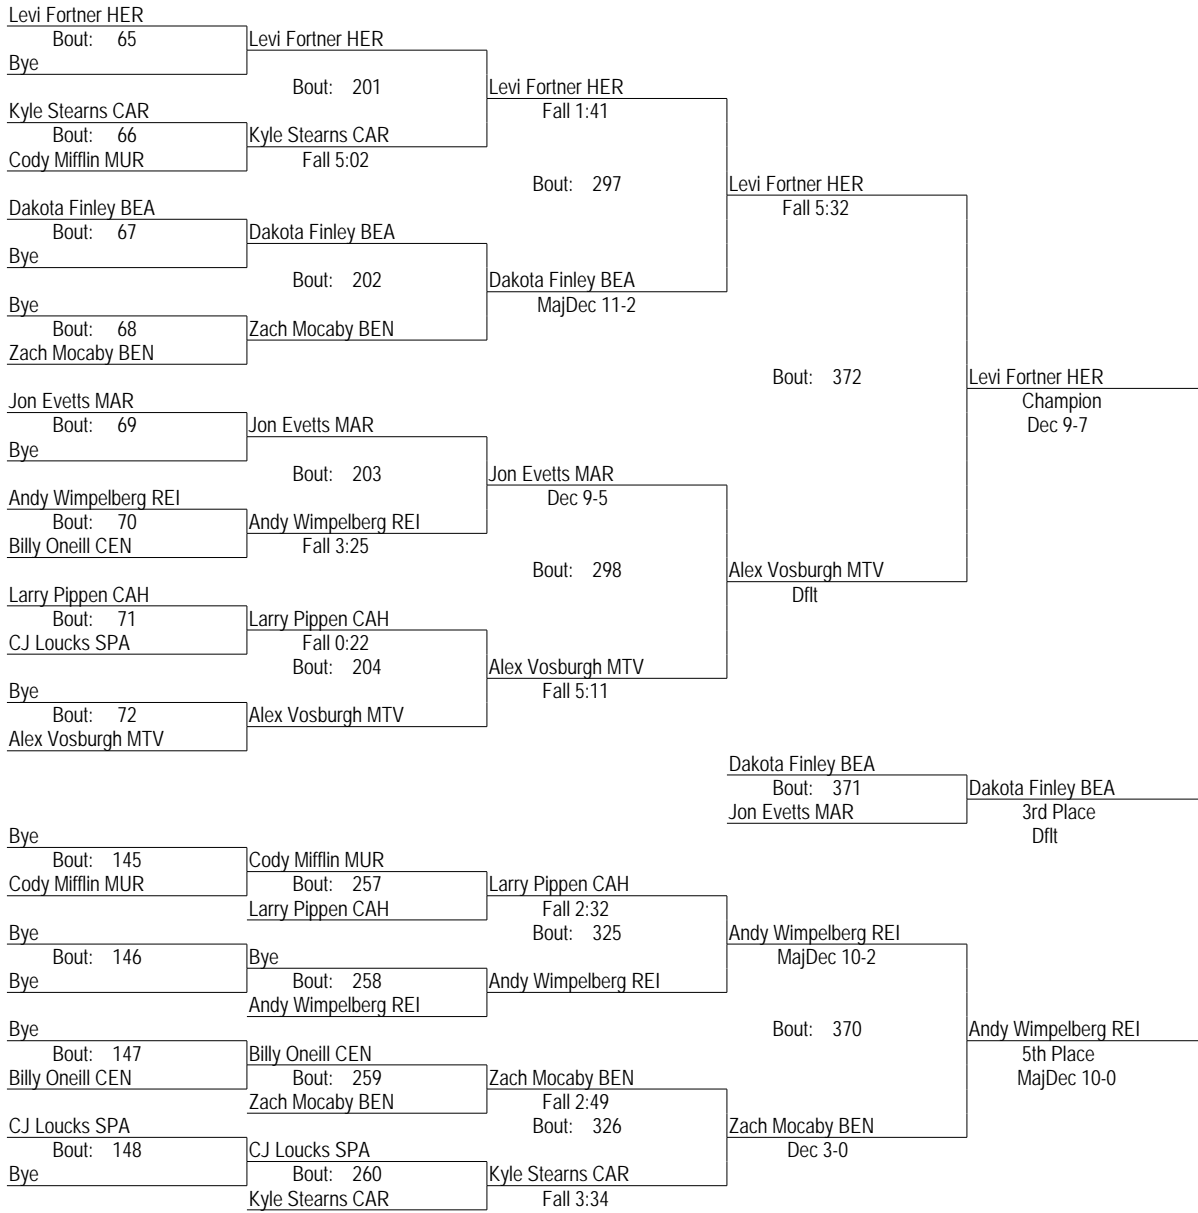 Levi Fortner HER
Bout: 65
Bye
Levi Fortner HER
Bout: 201
Kyle Stearns CAR
Bout: 66
Cody Mifflin MUR
Kyle Stearns CAR
Fall 5:02
Levi Fortner HER
Fall 1:41
Bout: 297
Dakota Finley BEA
Bout: 67
Bye
Dakota Finley BEA
Bout: 202
Bye
Bout: 68
Zach Mocaby BEN
Zach Mocaby BEN
Dakota Finley BEA
MajDec 11-2
Levi Fortner HER
Fall 5:32
Bout: 372
Levi Fortner HER
Champion
Dec 9-7
Jon Evetts MAR
Bout: 69
Bye
Jon Evetts MAR
Bout: 203
Andy Wimpelberg REI
Bout: 70
Billy Oneill CEN
Andy Wimpelberg REI
Fall 3:25
Jon Evetts MAR
Dec 9-5
Bout: 298
Larry Pippen CAH
Bout: 71
CJ Loucks SPA
Larry Pippen CAH
Fall 0:22
Bout: 204
Bye
Bout: 72
Alex Vosburgh MTV
Alex Vosburgh MTV
Alex Vosburgh MTV
Fall 5:11
Alex Vosburgh MTV
Dflt
Dakota Finley BEA
Bout: 371
Jon Evetts MAR
Dakota Finley BEA
3rd Place
Dflt
Bye
Bout: 145
Cody Mifflin MUR
Cody Mifflin MUR
Bout: 257
Larry Pippen CAH
Larry Pippen CAH
Fall 2:32
Bout: 325
Bye
Bout: 146
Bye
Bye
Bout: 258
Andy Wimpelberg REI
Andy Wimpelberg REI
Andy Wimpelberg REI
MajDec 10-2
Bout: 370
Andy Wimpelberg REI
5th Place
MajDec 10-0
Bye
Bout: 147
Billy Oneill CEN
Billy Oneill CEN
Bout: 259
Zach Mocaby BEN
Zach Mocaby BEN
Fall 2:49
Bout: 326
CJ Loucks SPA
Bout: 148
Bye
CJ Loucks SPA
Bout: 260
Kyle Stearns CAR
Kyle Stearns CAR
Fall 3:34
Zach Mocaby BEN
Dec 3-0